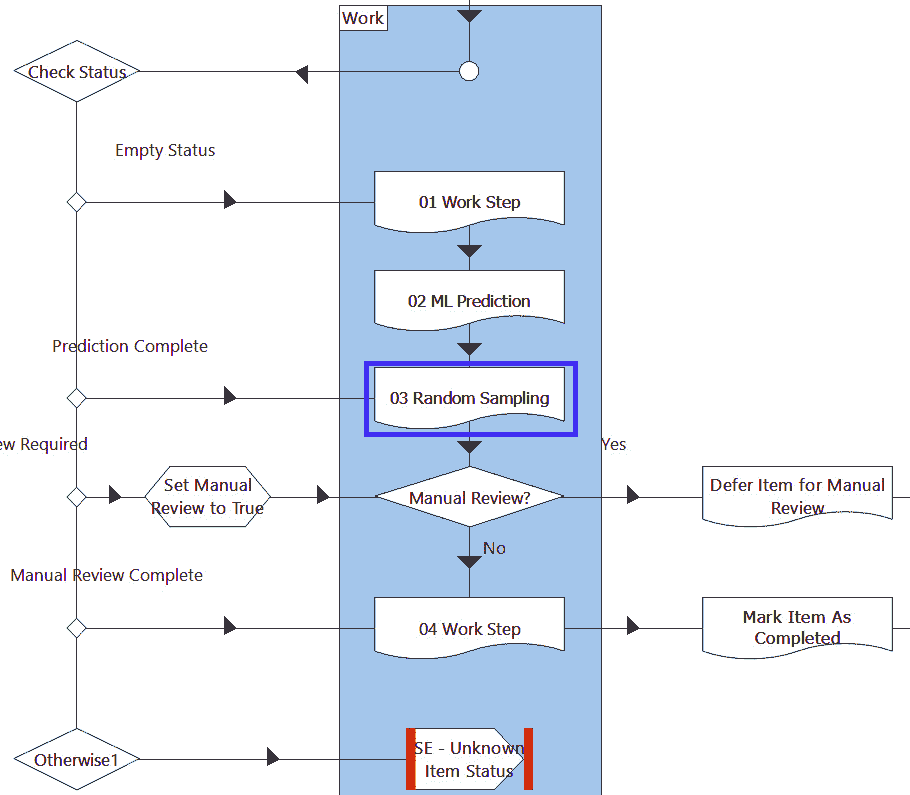 Work
Check Status
Empty Status
01 Work Step
02 ML Prediction
Prediction Complete
03 Random Sampling
ew Required
Yes
Set Manual
Review to True
Manual Review?
Defer Item for Manual
Review
No
Manual Review Complete
04 Work Step
Mark Item As
Completed
Otherwise1
SE - Unknown
Item Status